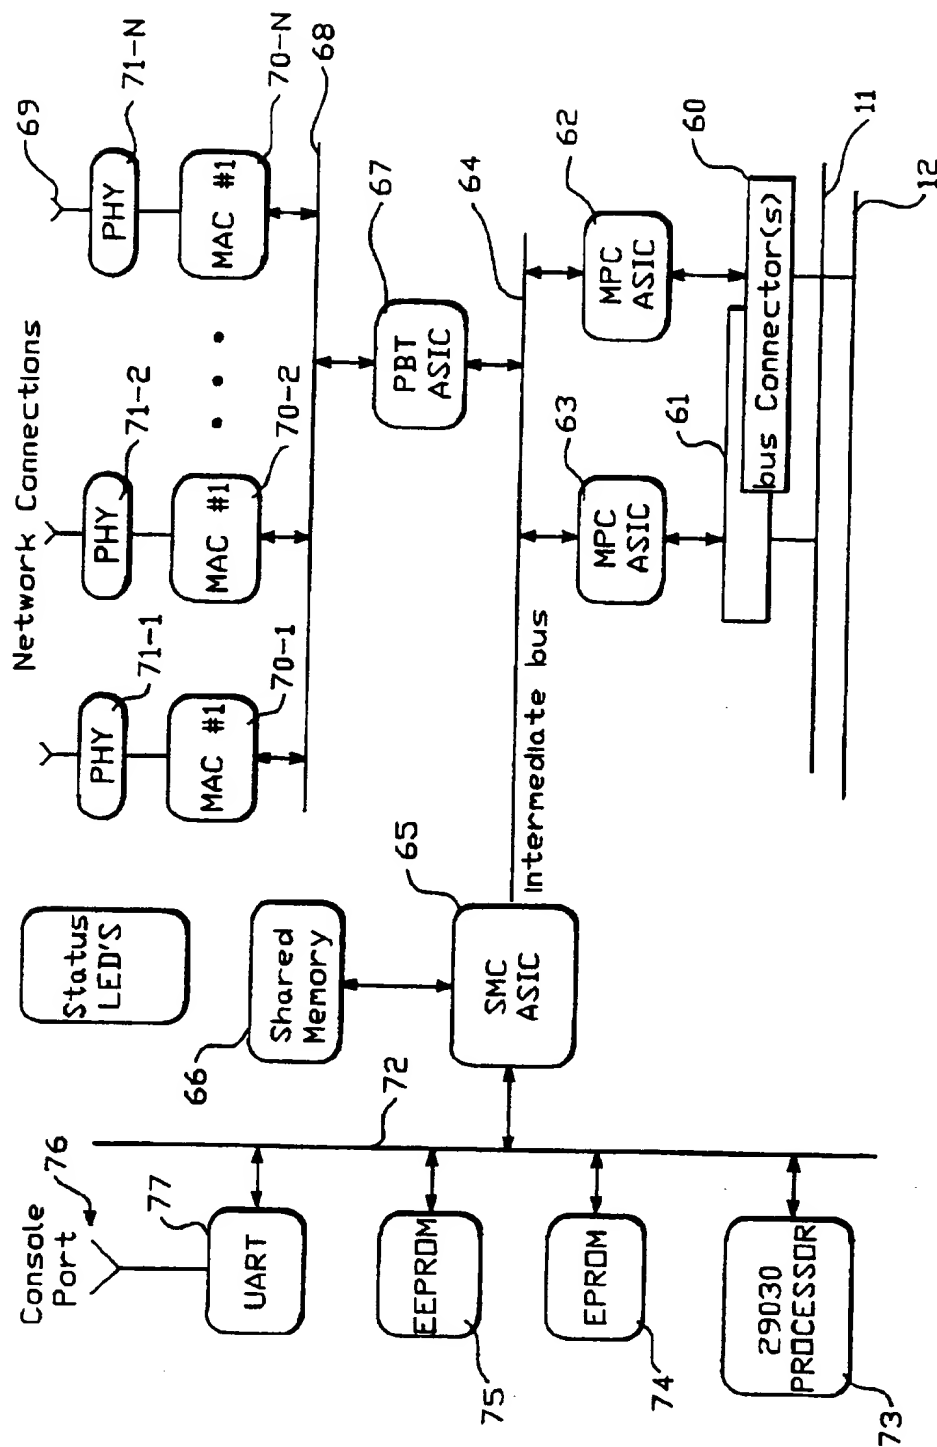 Console
Port
76
77
UART
EEPROM
75
EPROM
74
29030
PROCESSOR
73
72
Status
LED'S
66
Shared
Memory
65
SMC
ASIC
Intermediate bus
64
Network Connections
71-1
PHY
MAC #1
70-1
71-2
PHY
MAC #1
70-2
69
71-N
PHY
MAC #1
70-N
68
67
PBT
ASIC
63
MPC
ASIC
62
MPC
ASIC
61
bus Connector(s)
60
11
12